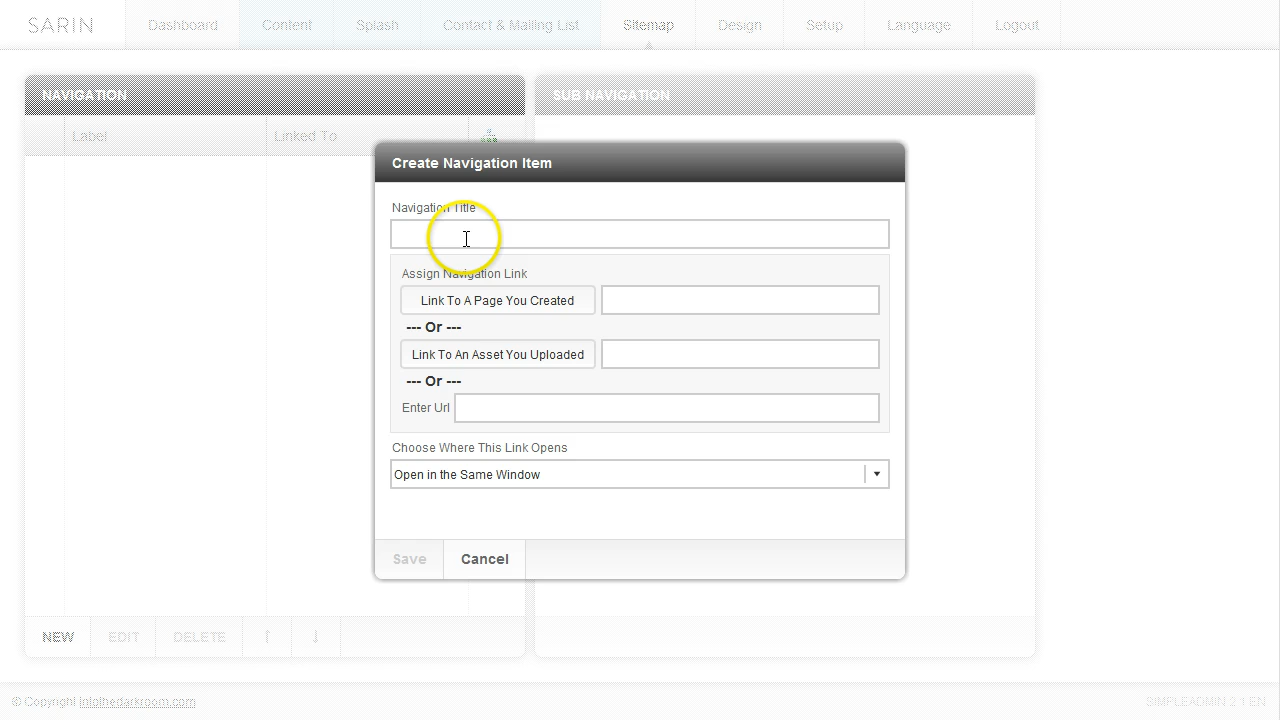 SARIN Dashboard Content Splash Contact & Mailing List Sitemap Design Setup Language Logout
NAVIGATION SUB NAVIGATION
Label Linked To
Create Navigation Item
Navigation Title
Assign Navigation Link
Link To A Page You Created
--- Or ---
Link To An Asset You Uploaded
--- Or ---
Enter Url
Choose Where This Link Opens
Open in the Same Window
Save Cancel
NEW EDIT DELETE
© Copyright intothedarkroom.com SIMPLEADMIN 2.1 EN